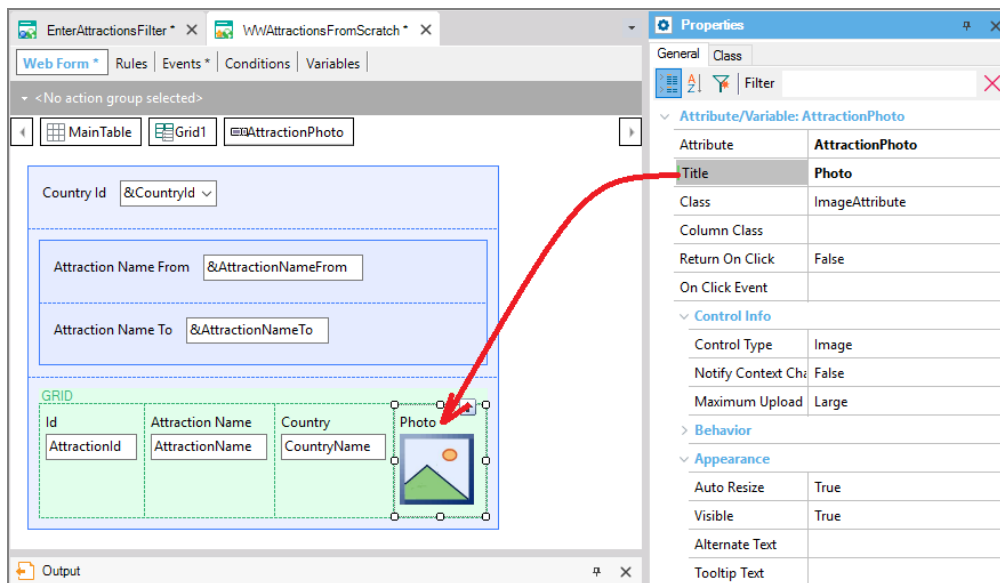 EnterAttractionsFilter *
WWAttractionsFromScratch *
Web Form *
Rules
Events *
Conditions
Variables
<No action group selected>
MainTable
Grid1
AttractionPhoto
Country Id
&CountryId
Attraction Name From
&AttractionNameFrom
Attraction Name To
&AttractionNameTo
GRID
Id
Attraction Name
Country
Photo
AttractionId
AttractionName
CountryName
Output
Properties
General
Class
Filter
Attribute/Variable: AttractionPhoto
Attribute AttractionPhoto
Title Photo
Class ImageAttribute
Column Class
Return On Click False
On Click Event
Control Info
Control Type Image
Notify Context Cha False
Maximum Upload Large
Behavior
Appearance
Auto Resize True
Visible True
Alternate Text
Tooltip Text